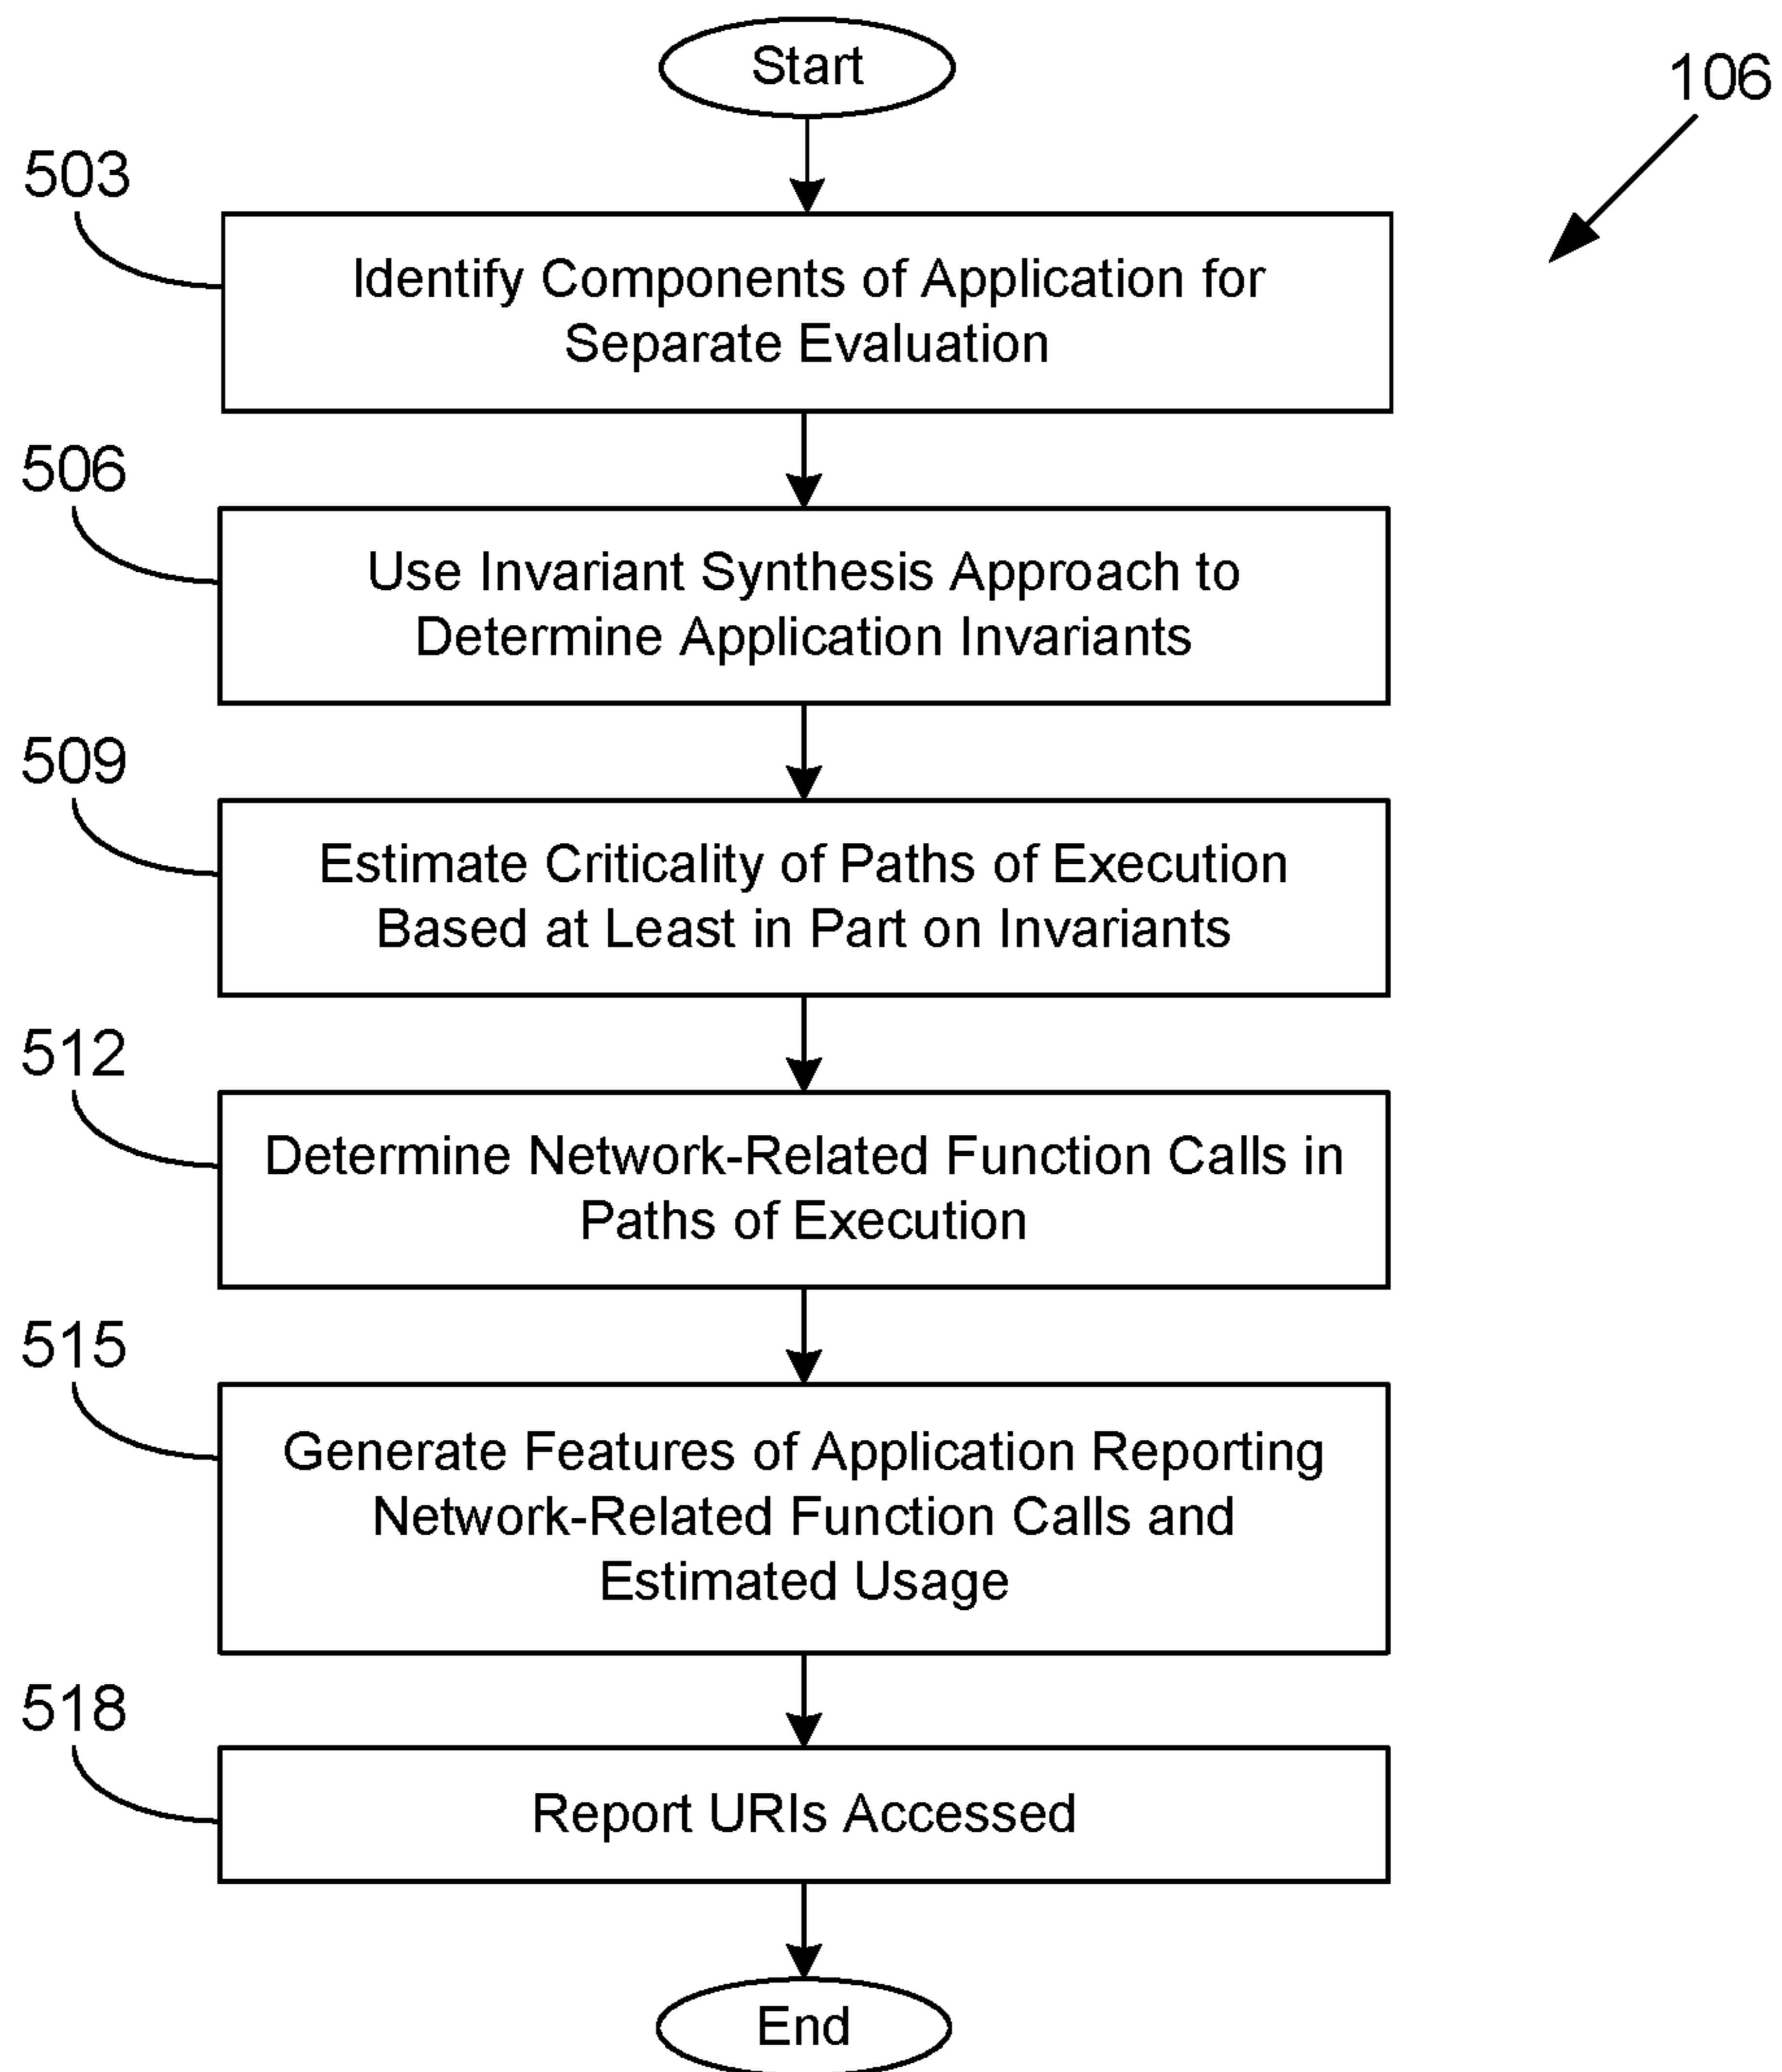 Start
106
503
Identify Components of Application for
Separate Evaluation
506
Use Invariant Synthesis Approach to
Determine Application Invariants
509
Estimate Criticality of Paths of Execution
Based at Least in Part on Invariants
512
Determine Network-Related Function Calls in
Paths of Execution
515
Generate Features of Application Reporting
Network-Related Function Calls and
Estimated Usage
518
Report URIs Accessed
End